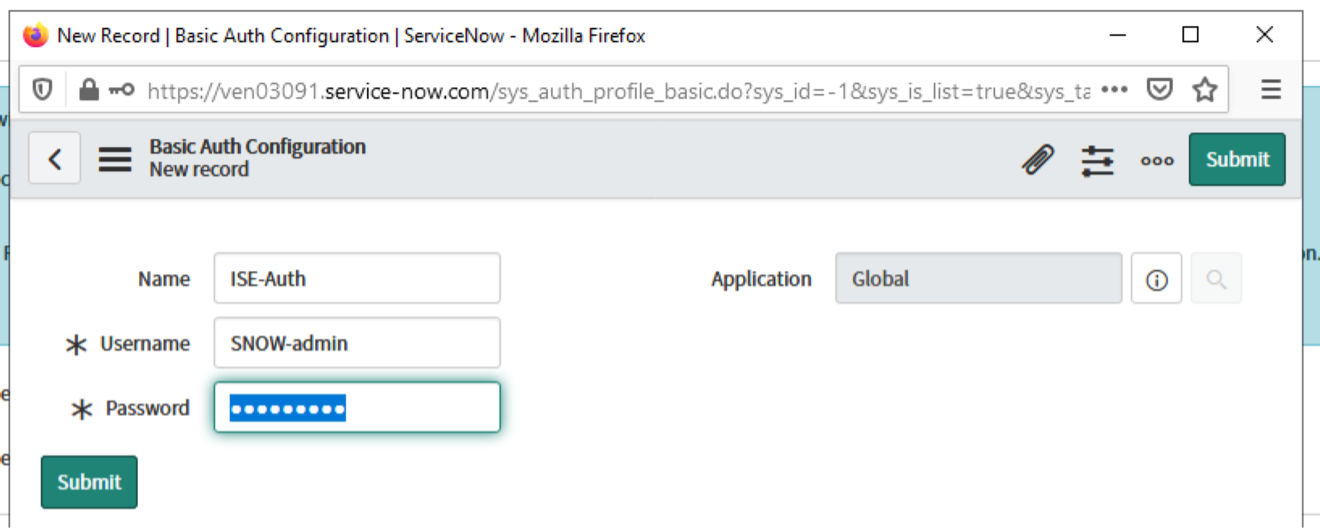 New Record | Basic Auth Configuration | ServiceNow - Mozilla Firefox
https://ven03091.service-now.com/sys_auth_profile_basic.do?sys_id=-1&sys_is_list=true&sys_ta
Basic Auth Configuration
New record
Submit
Name ISE-Auth Application Global
✱ Username SNOW-admin
✱ Password •••••••••
Submit